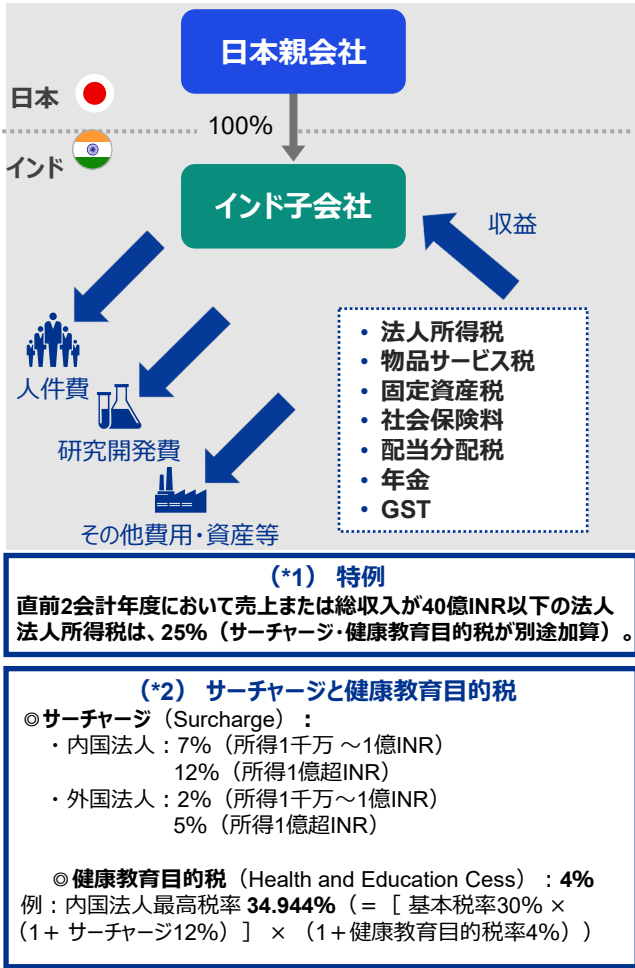 日本親会社
日本
100%
インド
インド子会社
収益
・ 法人所得税
・ 物品サービス税
・ 固定資産税
・ 社会保険料
・ 配当分配税
・ 年金
・ GST
人件費
研究開発費
その他費用・資産等
（*1） 特例
直前2会計年度において売上または総収入が40億INR以下の法人
法人所得税は、25%（サーチャージ・健康教育目的税が別途加算）。
（*2） サーチャージと健康教育目的税
◎サーチャージ（Surcharge）：
・内国法人：7%（所得1千万 ～1億INR）
12%（所得1億超INR）
・外国法人：2%（所得1千万～1億INR）
5%（所得1億超INR）
◎健康教育目的税（Health and Education Cess）：4%
例：内国法人最高税率 34.944%（=［ 基本税率30% ×
（1＋ サーチャージ12%）］ × （1＋健康教育目的税率4%））